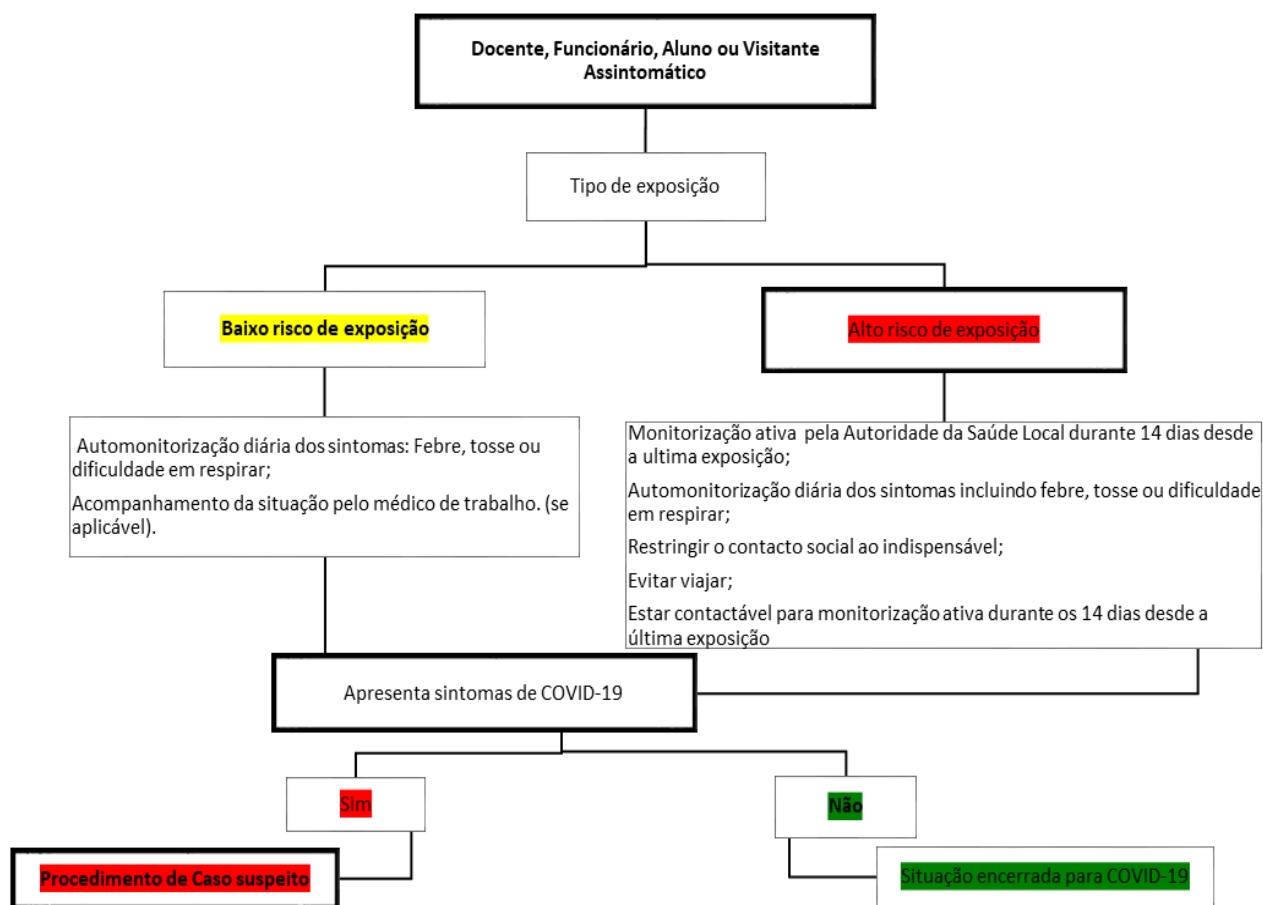 Docente, Funcionário, Aluno ou Visitante
Assintomático
Tipo de exposição
Baixo risco de exposição
Alto risco de exposição
Automonitorização diária dos sintomas: Febre, tosse ou
dificuldade em respirar;
Acompanhamento da situação pelo médico de trabalho. (se
aplicável).
Monitorização ativa pela Autoridade da Saúde Local durante 14 dias desde
a ultima exposição;
Automonitorização diária dos sintomas incluindo febre, tosse ou dificuldade
em respirar;
Restringir o contacto social ao indispensável;
Evitar viajar;
Estar contactável para monitorização ativa durante os 14 dias desde a
última exposição
Apresenta sintomas de COVID-19
Sim
Não
Procedimento de Caso suspeito
Situação encerrada para COVID-19